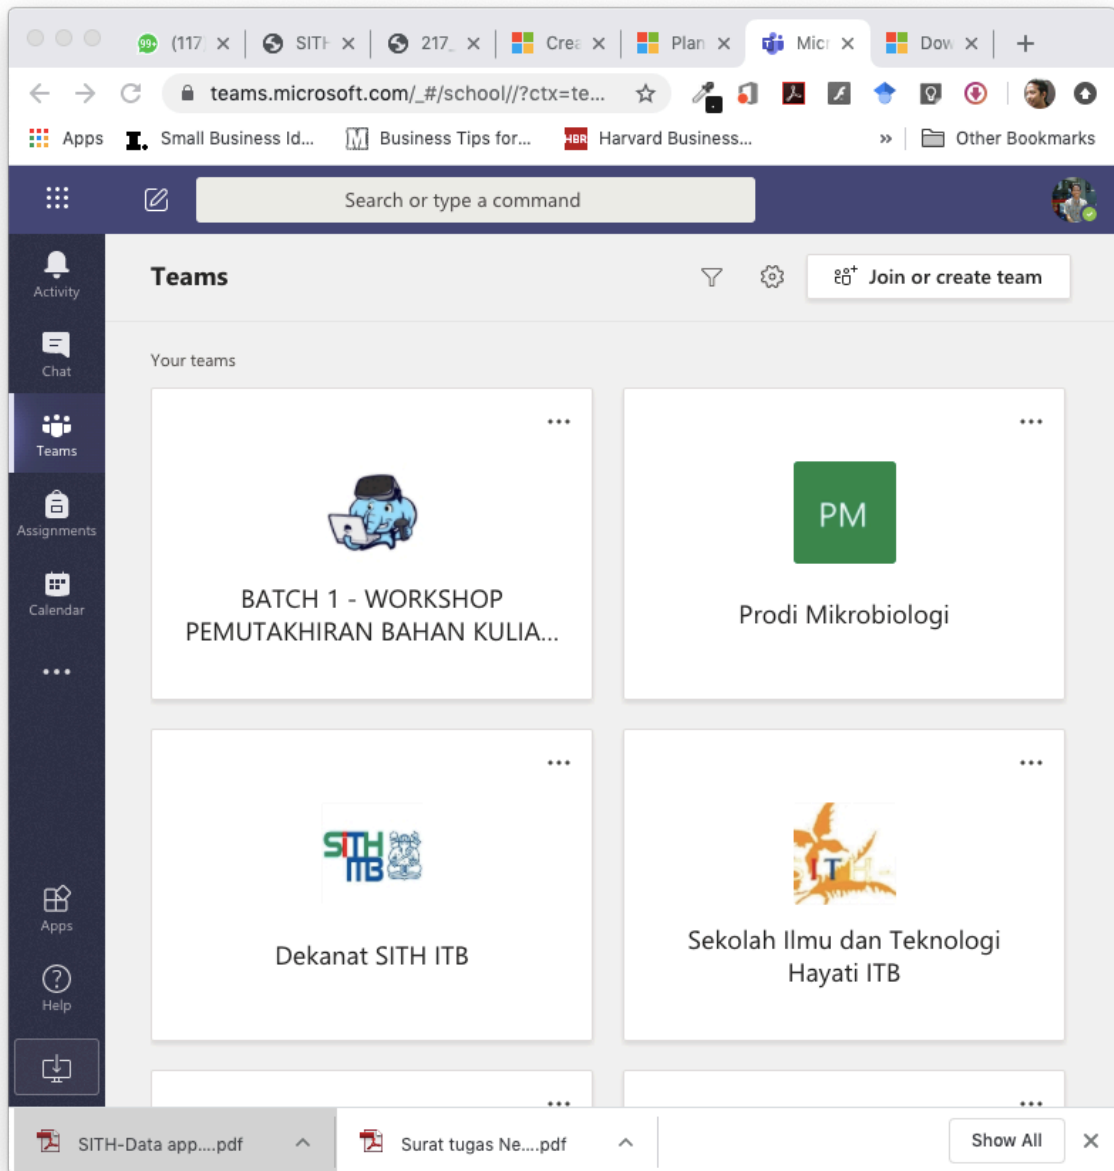 99+ (117
SITH
217_
Crea
Plan
Micr
Dow
teams.microsoft.com/_#/school//?ctx=te...
Apps
I.
Small Business Id...
M
Business Tips for...
HBR
Harvard Business...
»
Other Bookmarks
Search or type a command
Activity
Chat
Teams
Assignments
Calendar
Apps
Help
Teams
Join or create team
Your teams
BATCH 1 - WORKSHOP
PEMUTAKHIRAN BAHAN KULIA...
PM
Prodi Mikrobiologi
SITH
ITB
Dekanat SITH ITB
SITH
Sekolah Ilmu dan Teknologi
Hayati ITB
SITH-Data app....pdf
Surat tugas Ne....pdf
Show All